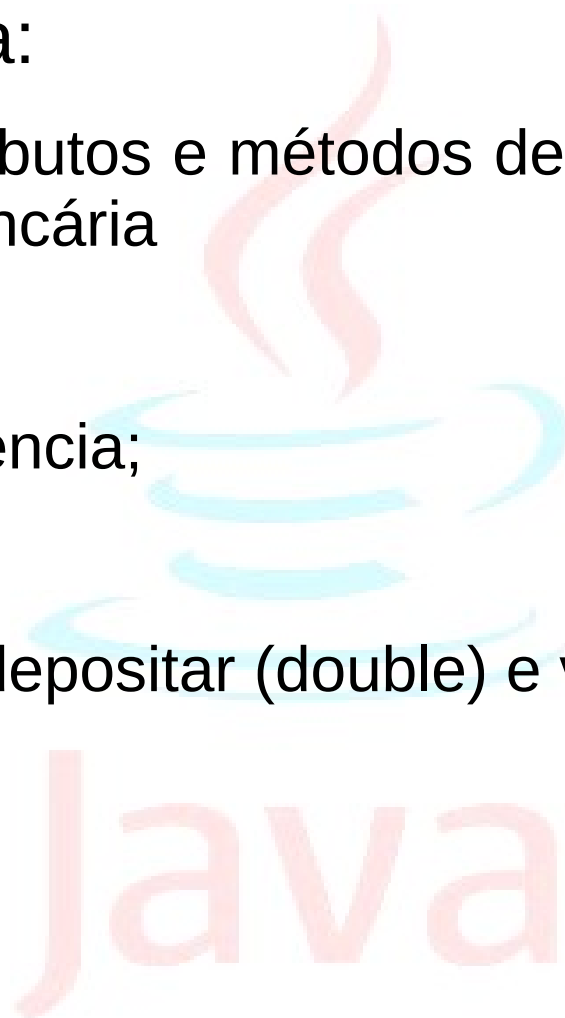 a:
butos e métodos de
ncária
encia;
depositar (double) e v
Java